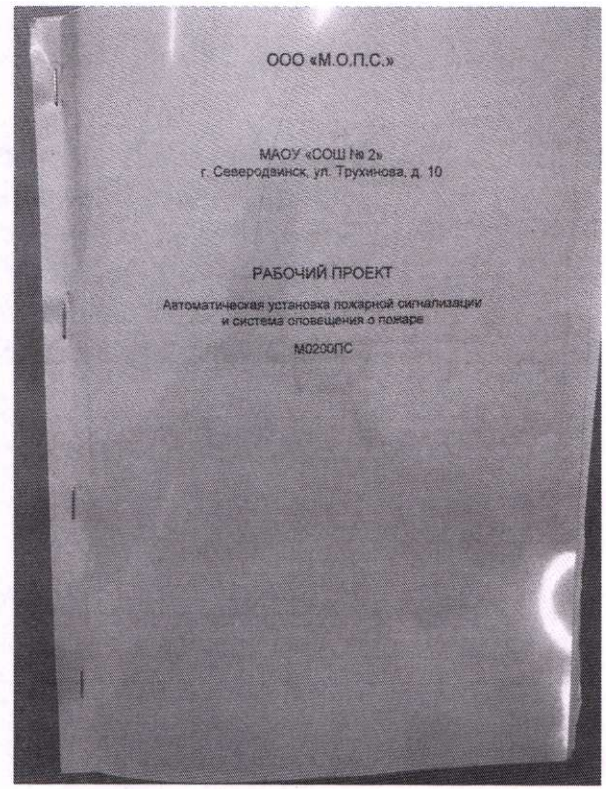 ООО «М.О.П.С.»
МАОУ «СОШ № 2»
г. Северодвинск, ул. Трухинова, д. 10
РАБОЧИЙ ПРОЕКТ
Автоматическая установка пожарной сигнализации
и система оповещения о пожаре
М0200ПС